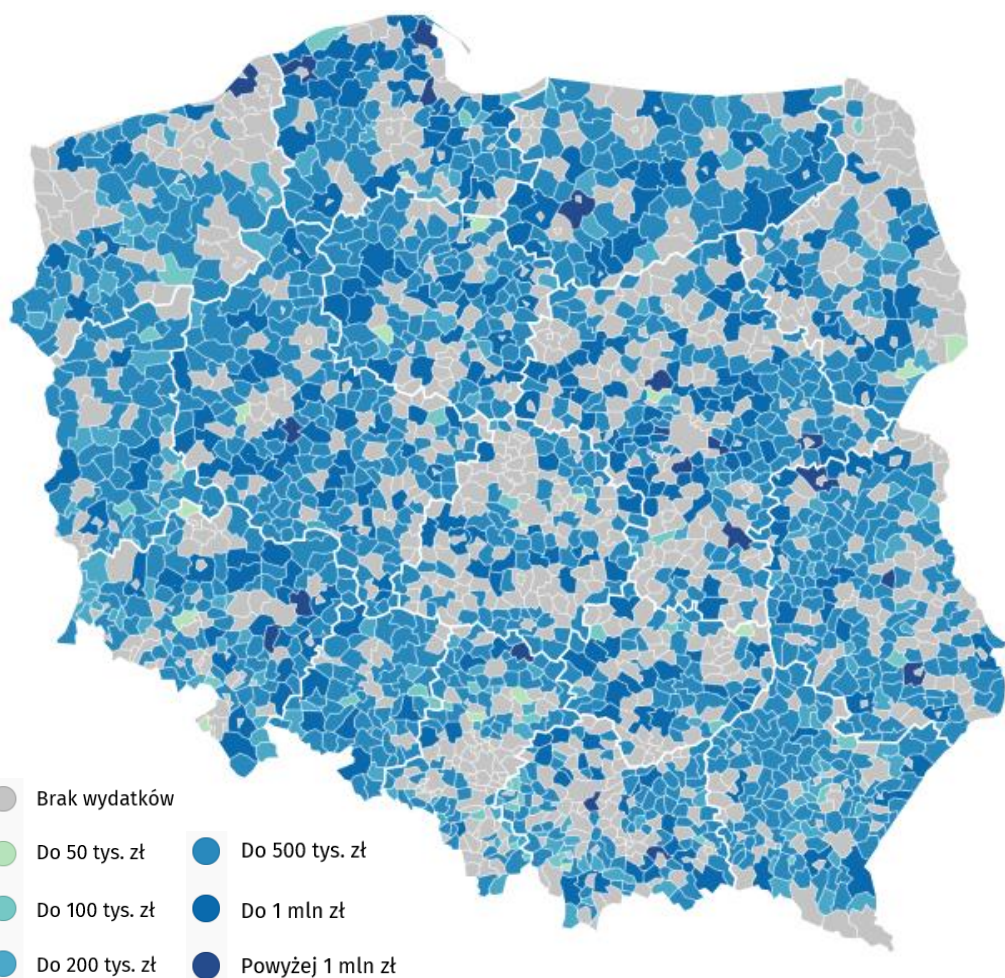 Brak wydatków
Do 50 tys. zł
Do 100 tys. zł
Do 200 tys. zł
Do 500 tys. zł
Do 1 mln zł
Powyżej 1 mln zł